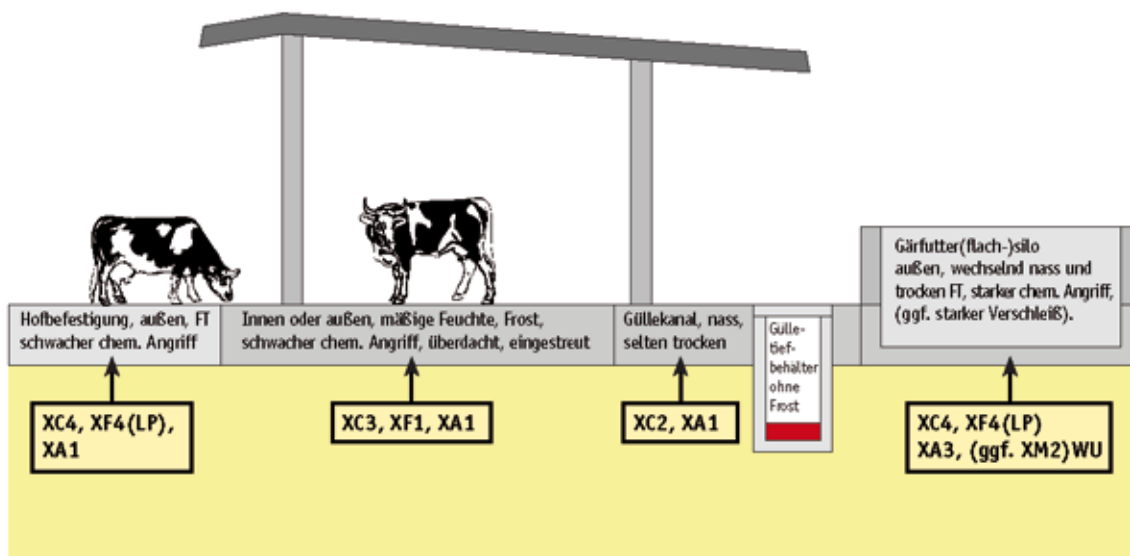 Hofbefestigung, außen, FT
schwacher chem. Angriff
Innen oder außen, mäßige Feuchte, Frost,
schwacher chem. Angriff, überdacht, eingestreut
Güllekanal, nass,
selten trocken
Gülle-
tief-
behälter
ohne
Frost
Gärfutter(flach-)silo
außen, wechselnd nass und
trocken FT, starker chem. Angriff,
(ggf. starker Verschleiß).
XC4, XF4(LP),
XA1
XC3, XF1, XA1
XC2, XA1
XC4, XF4(LP)
XA3, (ggf. XM2)WU